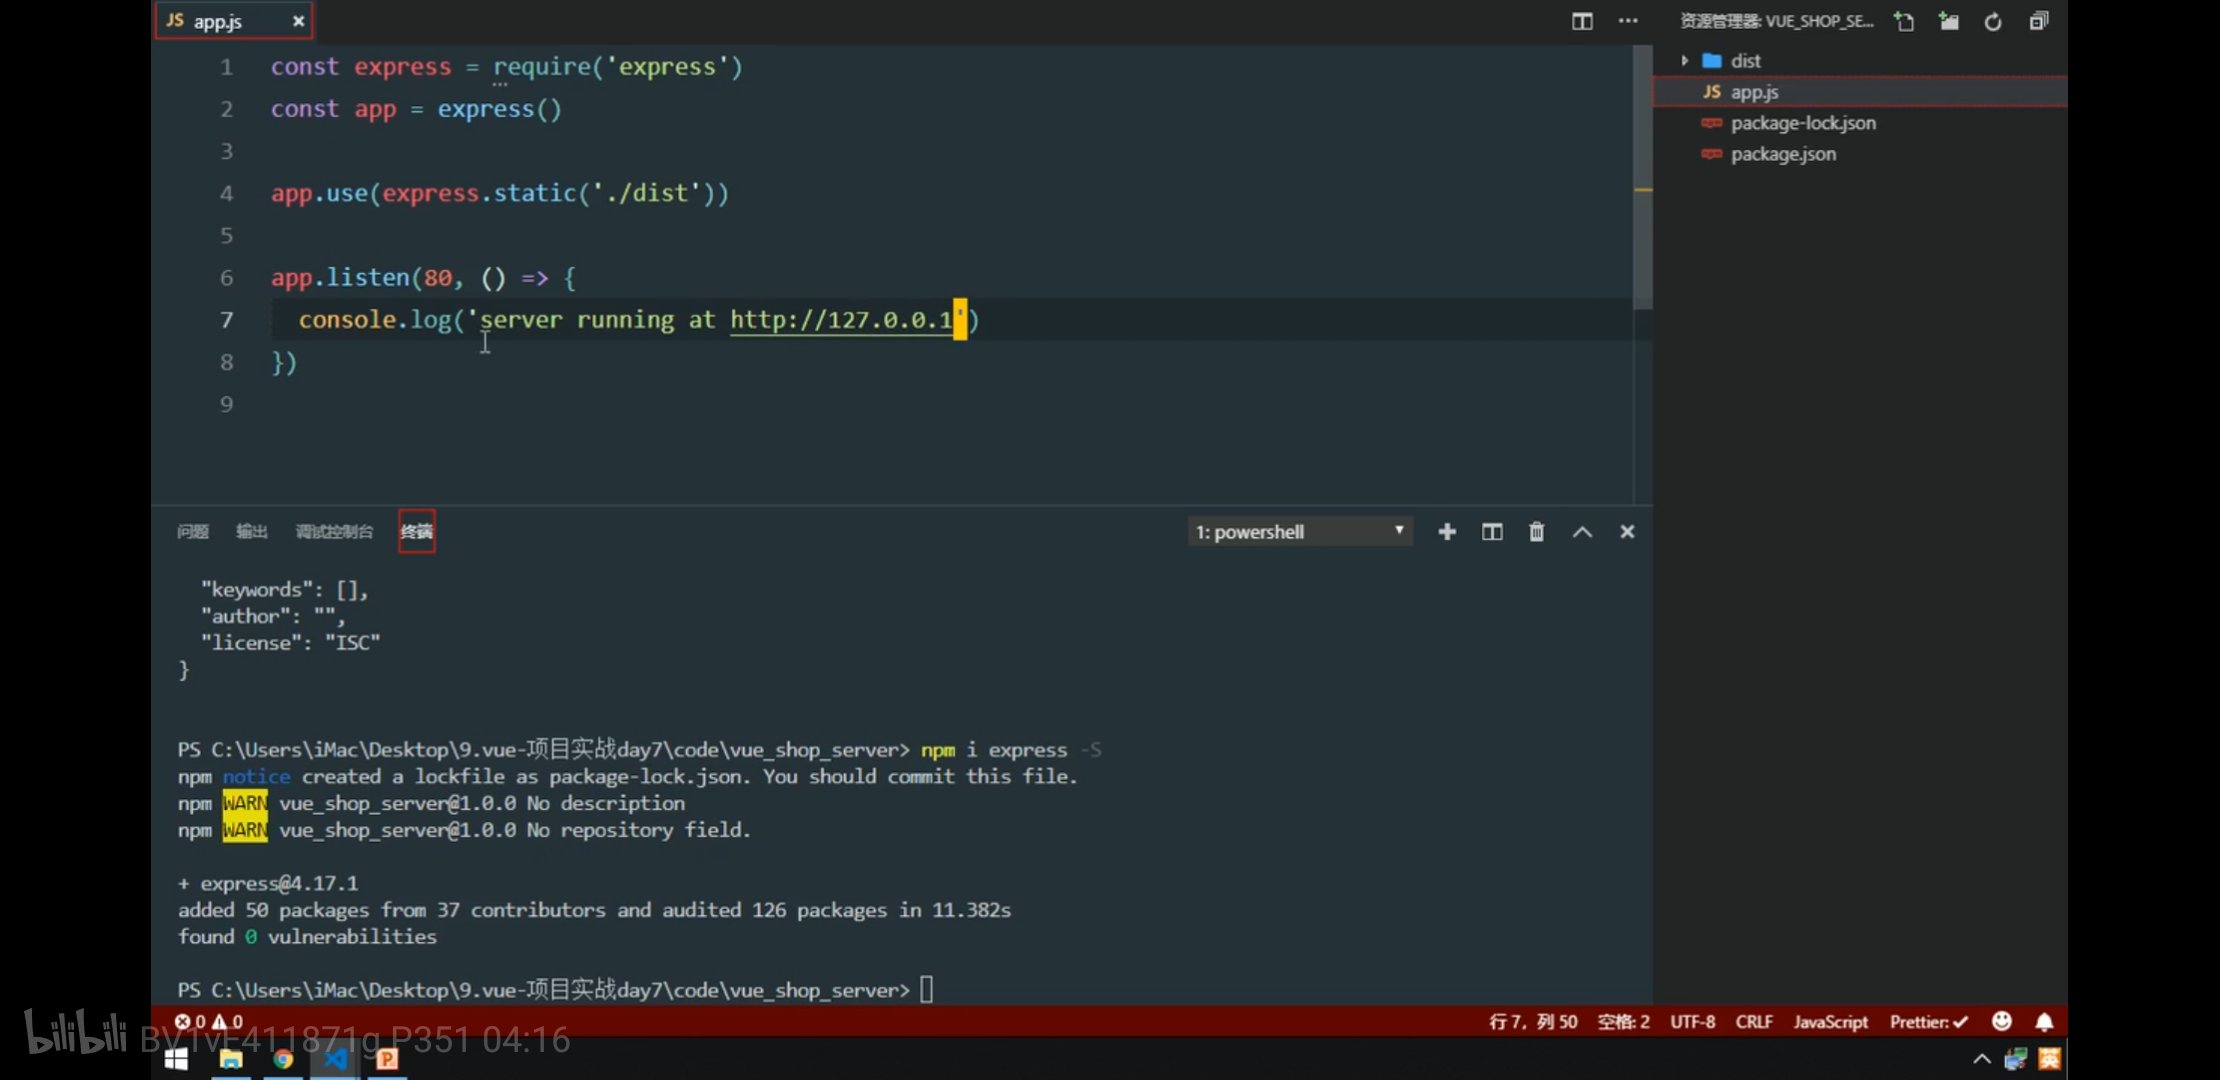 JS app.js
资源管理器: VUE_SHOP_SE...
1 const express = require('express')
2 const app = express()
3
4 app.use(express.static('./dist'))
5
6 app.listen(80, () => {
7 console.log('server running at http://127.0.0.1')
8 })
9
dist
JS app.js
package-lock.json
package.json
问题 输出 调试控制台 终端
1: powershell
"keywords": [],
"author": "",
"license": "ISC"
}
PS C:\Users\iMac\Desktop\9.vue-项目实战day7\code\vue_shop_server> npm i express -S
npm notice created a lockfile as package-lock.json. You should commit this file.
npm WARN vue_shop_server@1.0.0 No description
npm WARN vue_shop_server@1.0.0 No repository field.
+ express@4.17.1
added 50 packages from 37 contributors and audited 126 packages in 11.382s
found 0 vulnerabilities
PS C:\Users\iMac\Desktop\9.vue-项目实战day7\code\vue_shop_server>
0 0
行 7, 列 50 空格: 2 UTF-8 CRLF JavaScript Prettier: ✓
bilibili P351 04:16
英